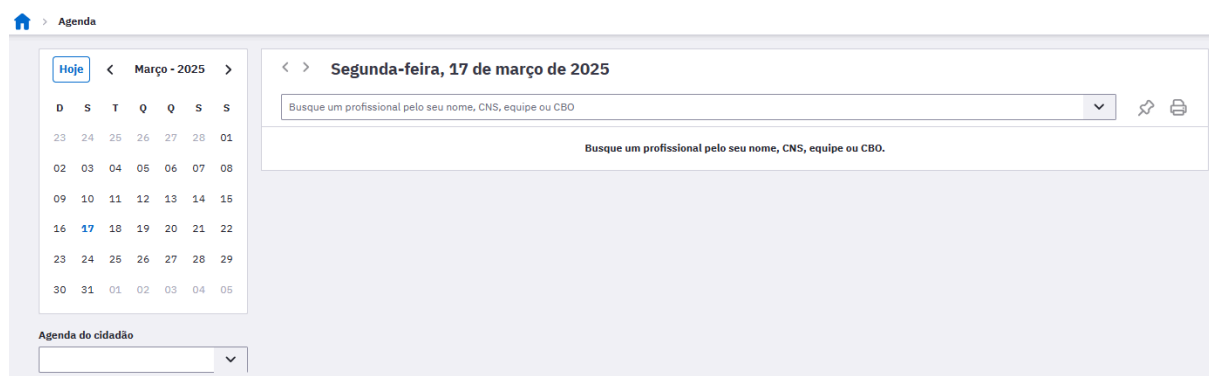 Agenda
Hoje
Março - 2025
D S T Q Q S S
23 24 25 26 27 28 01
02 03 04 05 06 07 08
09 10 11 12 13 14 15
16 17 18 19 20 21 22
23 24 25 26 27 28 29
30 31 01 02 03 04 05
Agenda do cidadão
Segunda-feira, 17 de março de 2025
Busque um profissional pelo seu nome, CNS, equipe ou CBO
Busque um profissional pelo seu nome, CNS, equipe ou CBO.